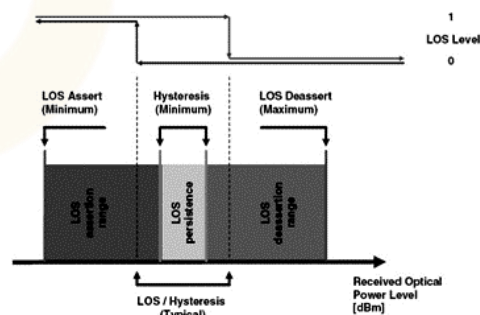 1
LOS Level
0
LOS Assert
(Minimum)
Hysteresis
(Minimum)
LOS Deassert
(Maximum)
LOS
assertion
range
LOS
persistence
LOS
deassertion
range
LOS / Hysteresis
(Typical)
Received Optical
Power Level
[dBm]